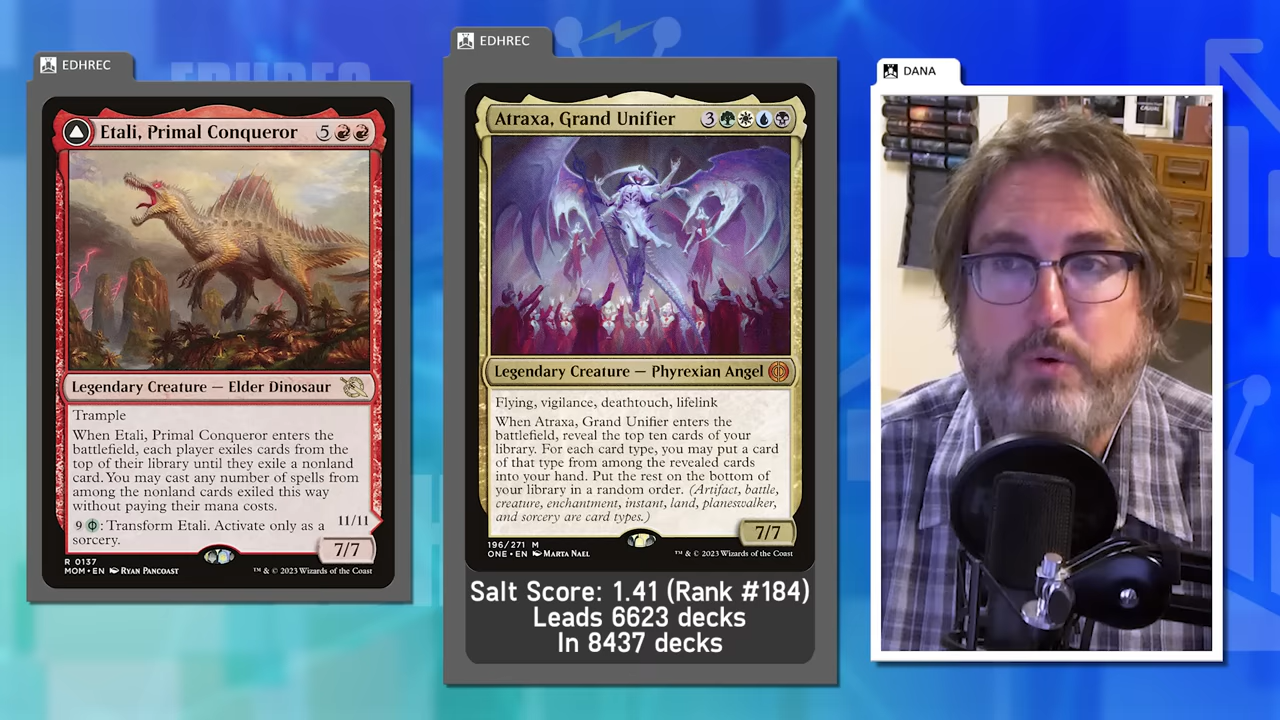 EDHREC
Etali, Primal Conqueror 5
Legendary Creature — Elder Dinosaur
Trample
When Etali, Primal Conqueror enters the
battlefield, each player exiles cards from the
top of their library until they exile a nonland
card. You may cast any number of spells from
among the nonland cards exiled this way
without paying their mana costs.
9 : Transform Etali. Activate only as a
sorcery.
11/11
7/7
R 0137
MOM • EN RYAN PANCOAST
™ & © 2023 Wizards of the Coast
EDHREC
Atraxa, Grand Unifier 3
Legendary Creature — Phyrexian Angel
Flying, vigilance, deathtouch, lifelink
When Atraxa, Grand Unifier enters the
battlefield, reveal the top ten cards of your
library. For each card type, you may put a card
of that type from among the revealed cards
into your hand. Put the rest on the bottom of
your library in a random order. (Artifact, battle,
creature, enchantment, instant, land, planeswalker,
and sorcery are card types.)
7/7
196/271 M
ONE • EN MARTA NAEL
™ & © 2023 Wizards of the Coast
Salt Score: 1.41 (Rank #184)
Leads 6623 decks
In 8437 decks
DANA
EDHREC